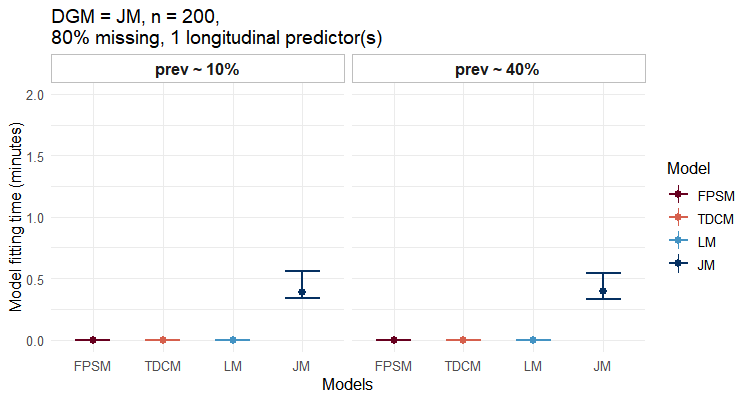 DGM = JM, n = 200,
80% missing, 1 longitudinal predictor(s)
prev ~ 10%
prev ~ 40%
Model fitting time (minutes)
2.0
1.5
1.0
0.5
0.0
FPSM
TDCM
LM
JM
FPSM
TDCM
LM
JM
Models
Model
FPSM
TDCM
LM
JM